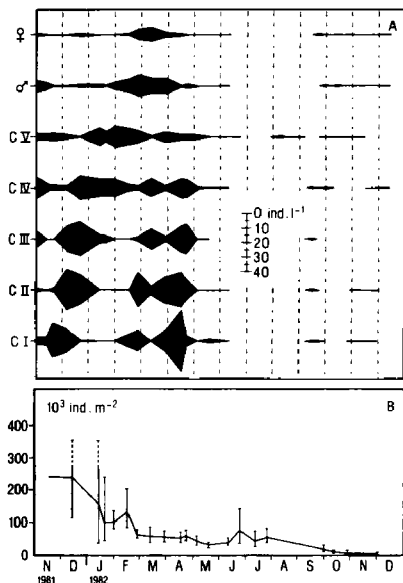 A
♀
♂
C V
C IV
C III
C II
C I
0 ind. l⁻¹
10
20
30
40
B
10³ ind. m⁻²
400
300
200
100
0
N D J F M A M J J A S O N D
1981 1982